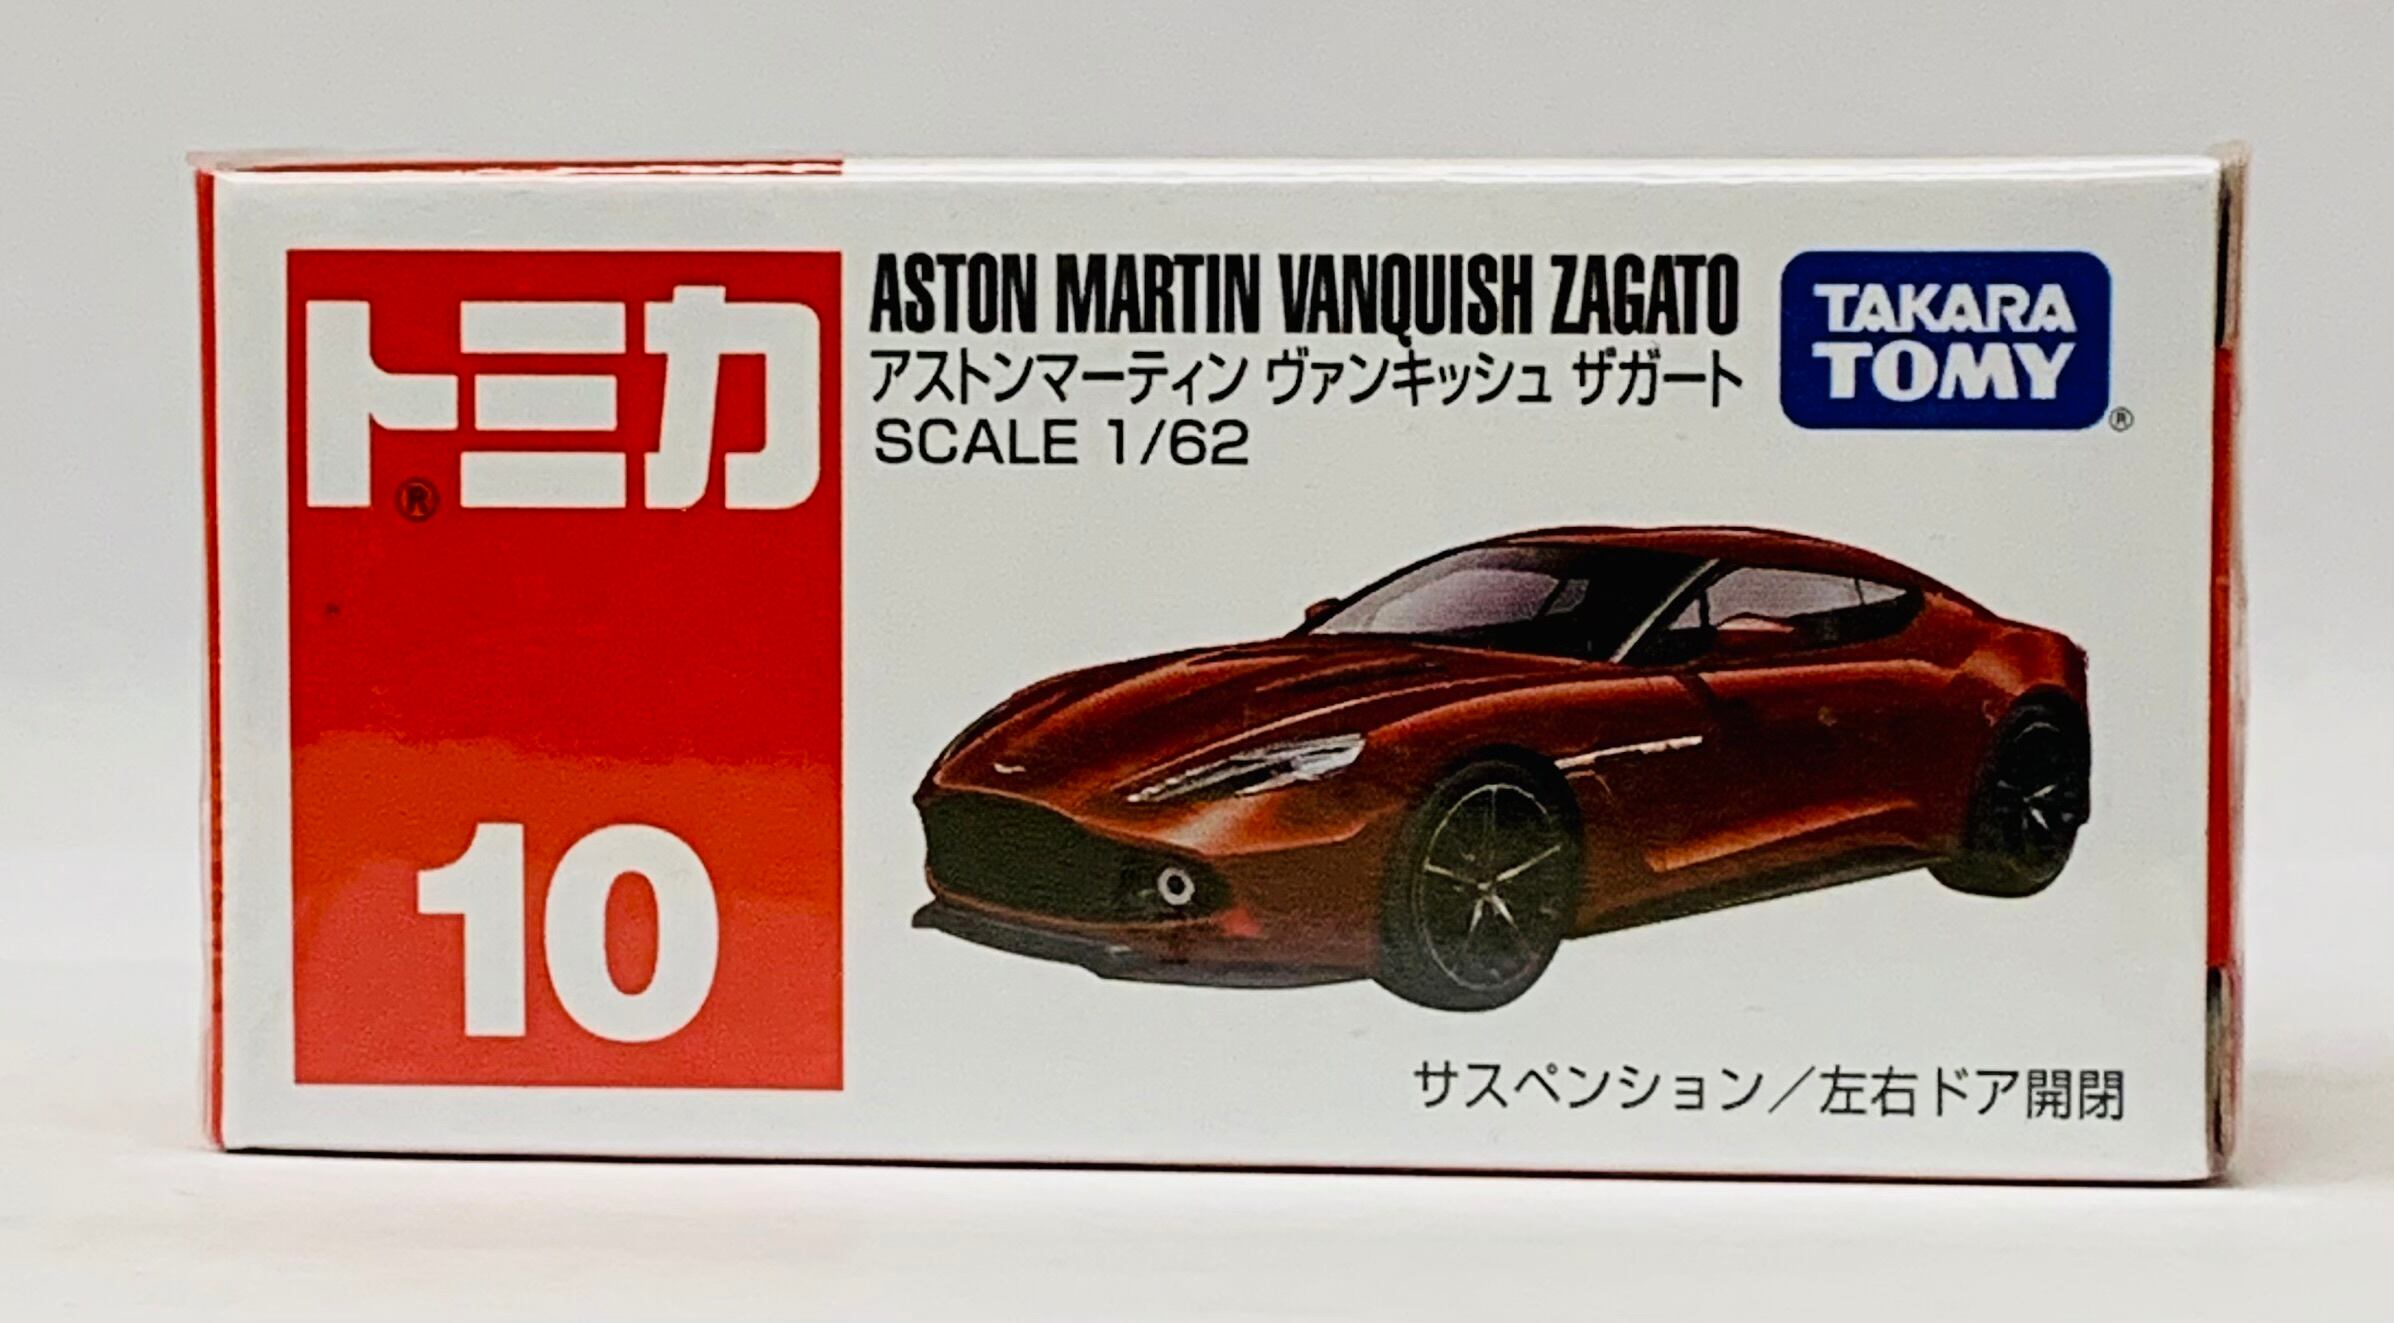 トミカ
®
10
ASTON MARTIN VANQUISH ZAGATO
アストンマーティン ヴァンキッシュ ザガート
SCALE 1/62
TAKARA
TOMY
®
サスペンション／左右ドア開閉